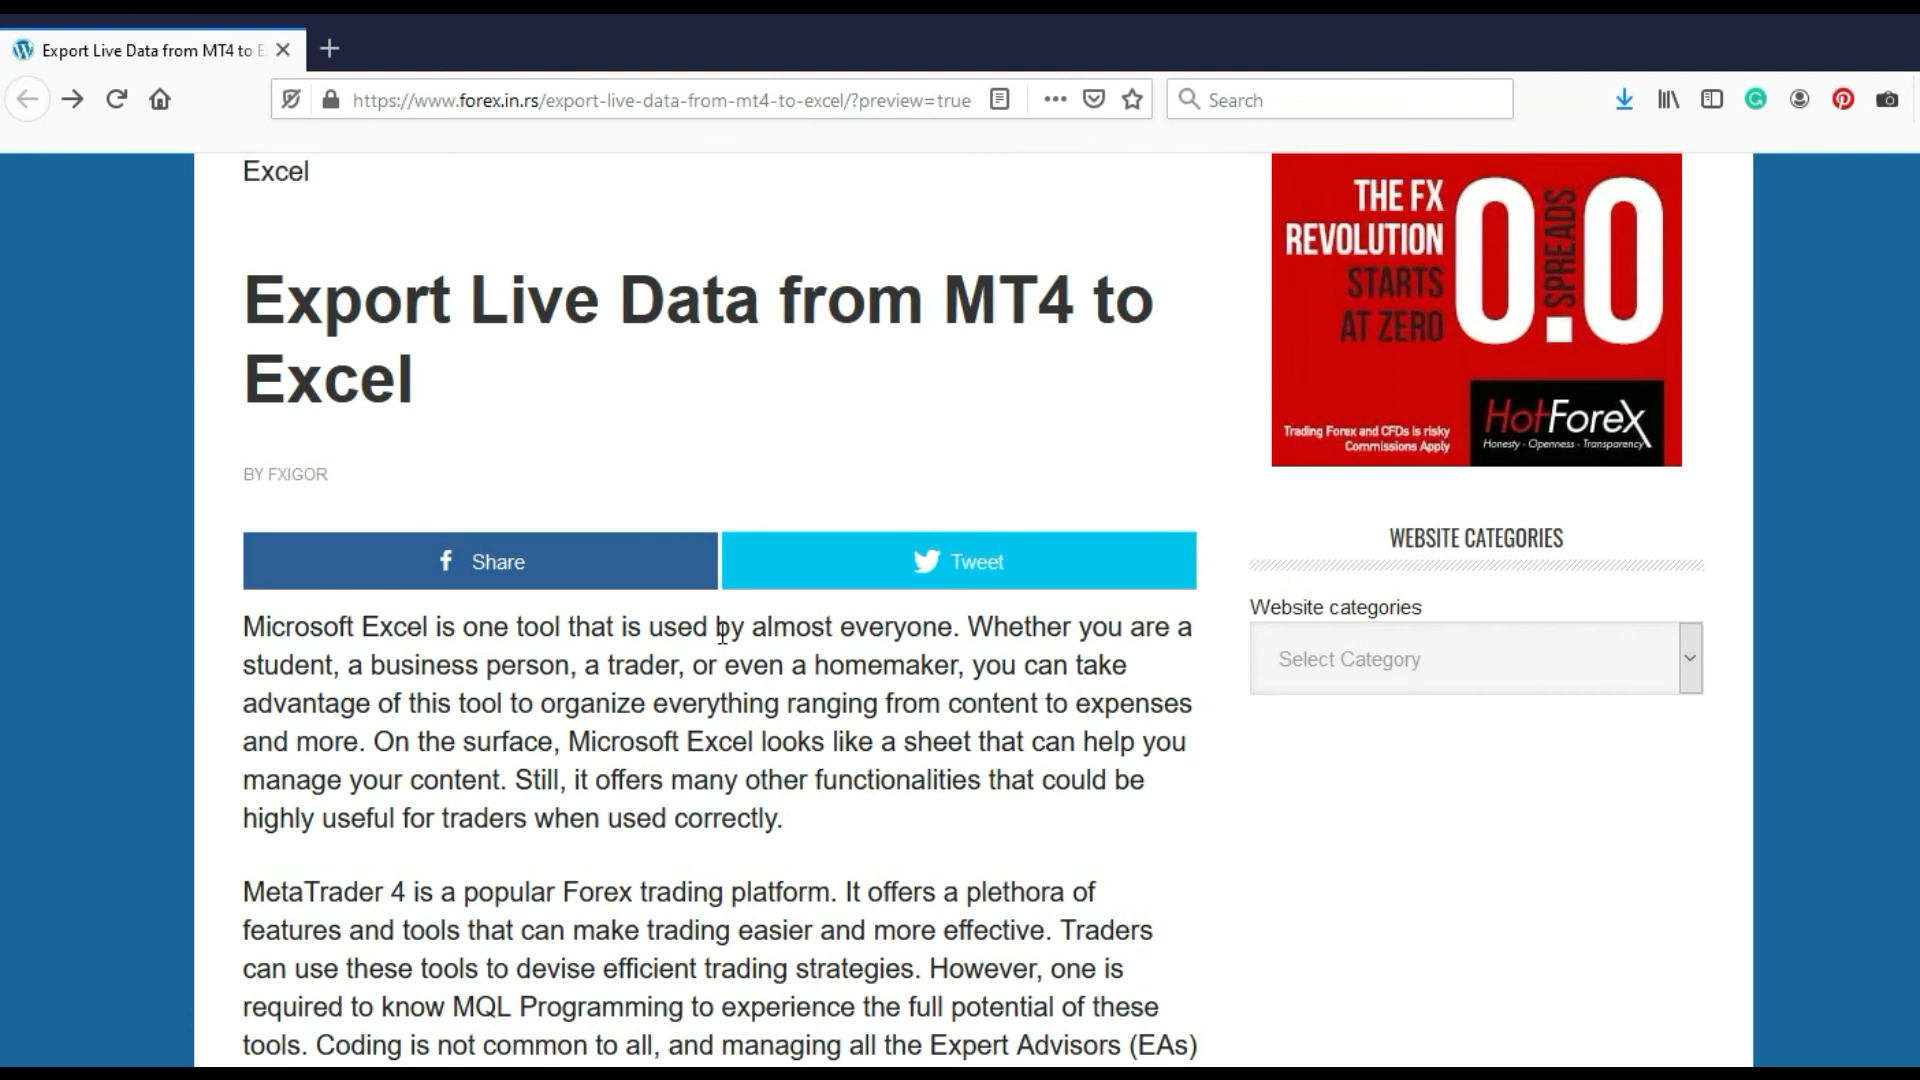 Export Live Data from MT4 to E
https://www.forex.in.rs/export-live-data-from-mt4-to-excel/?preview=true
Search
Excel
Export Live Data from MT4 to
Excel
BY FXIGOR
Share
Tweet
Microsoft Excel is one tool that is used by almost everyone. Whether you are a
student, a business person, a trader, or even a homemaker, you can take
advantage of this tool to organize everything ranging from content to expenses
and more. On the surface, Microsoft Excel looks like a sheet that can help you
manage your content. Still, it offers many other functionalities that could be
highly useful for traders when used correctly.
MetaTrader 4 is a popular Forex trading platform. It offers a plethora of
features and tools that can make trading easier and more effective. Traders
can use these tools to devise efficient trading strategies. However, one is
required to know MQL Programming to experience the full potential of these
tools. Coding is not common to all, and managing all the Expert Advisors (EAs)
THE FX
REVOLUTION
STARTS
AT ZERO
0.0
SPREADS
Trading Forex and CFDs is risky
Commissions Apply
HotForex
Honesty - Openness - Transparency
WEBSITE CATEGORIES
Website categories
Select Category